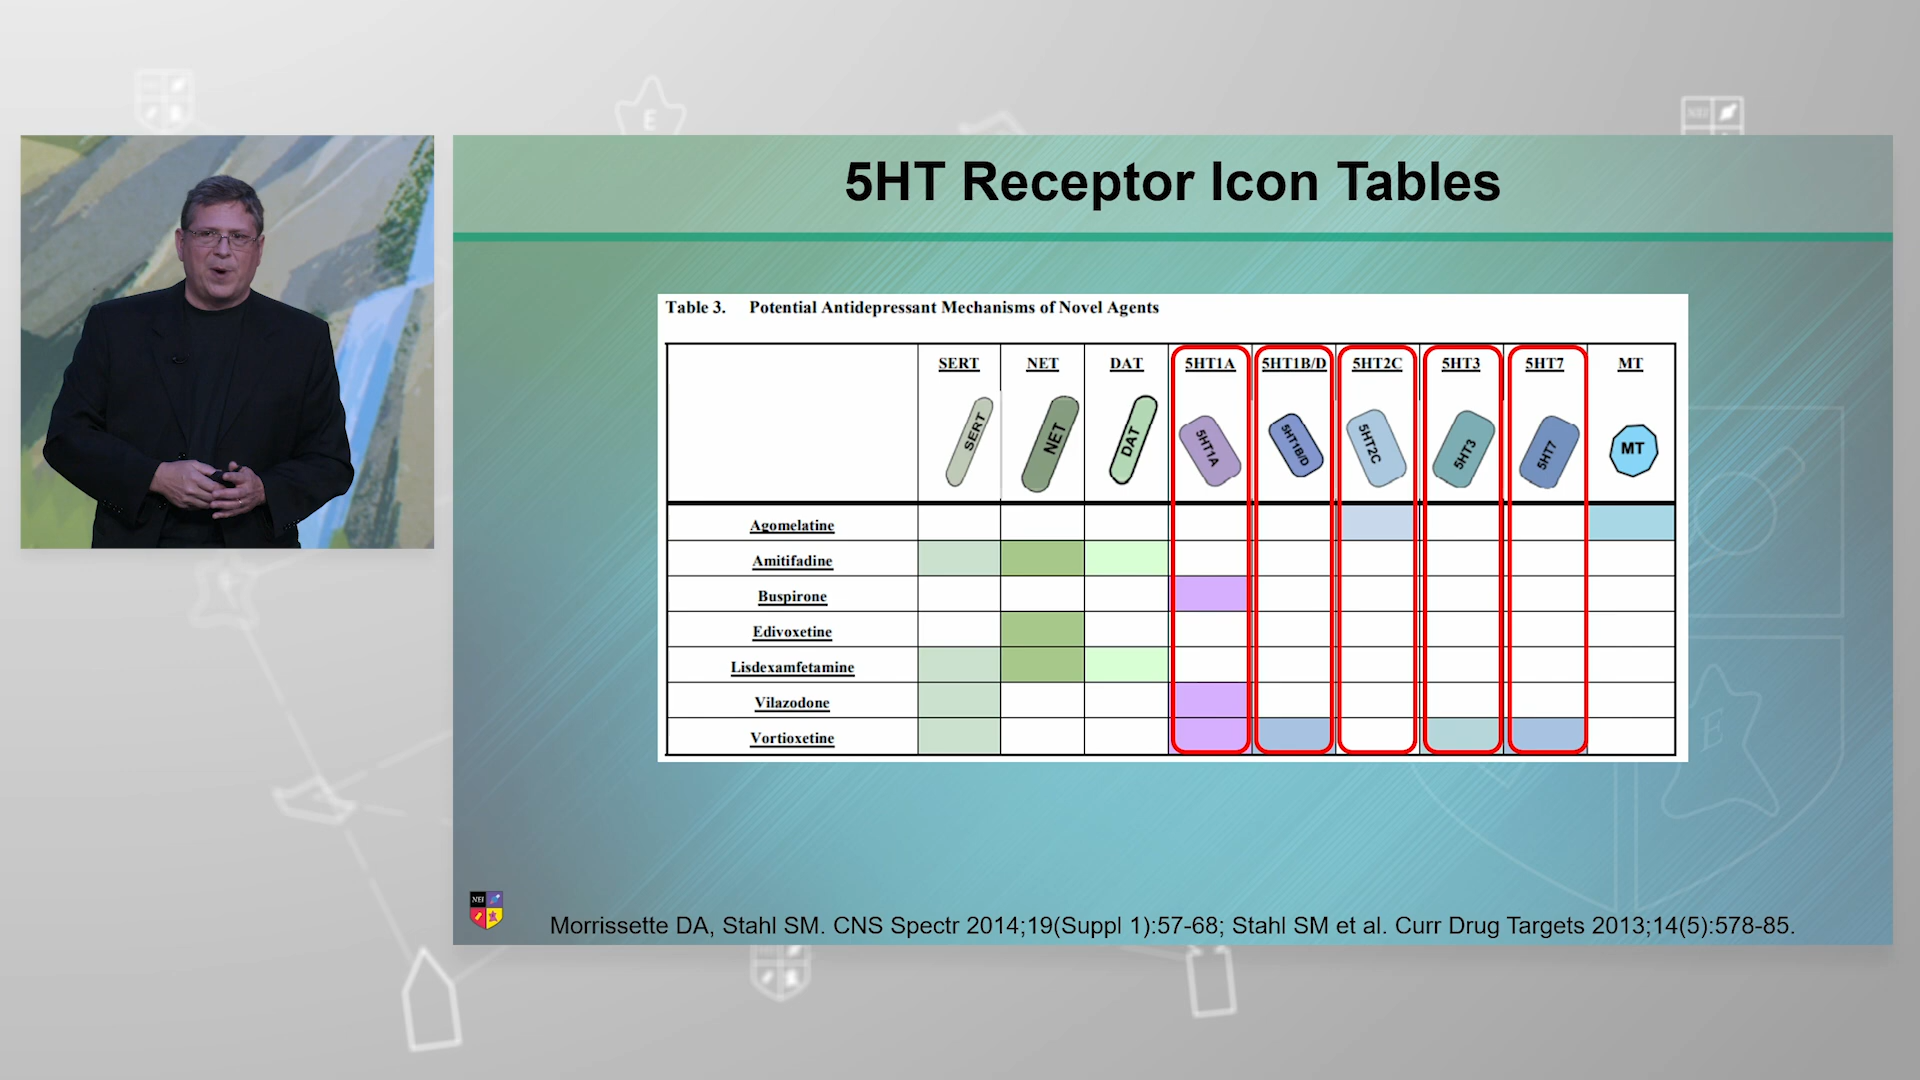 5HT Receptor Icon Tables
Table 3. Potential Antidepressant Mechanisms of Novel Agents
SERT NET DAT 5HT1A 5HT1B/D 5HT2C 5HT3 5HT7 MT
SERT NET DAT 5HT1A 5HT1B/D 5HT2C 5HT3 5HT7 MT
Agomelatine
Amitifadine
Buspirone
Edivoxetine
Lisdexamfetamine
Vilazodone
Vortioxetine
NEI
Morrissette DA, Stahl SM. CNS Spectr 2014;19(Suppl 1):57-68; Stahl SM et al. Curr Drug Targets 2013;14(5):578-85.
E
NEI
E